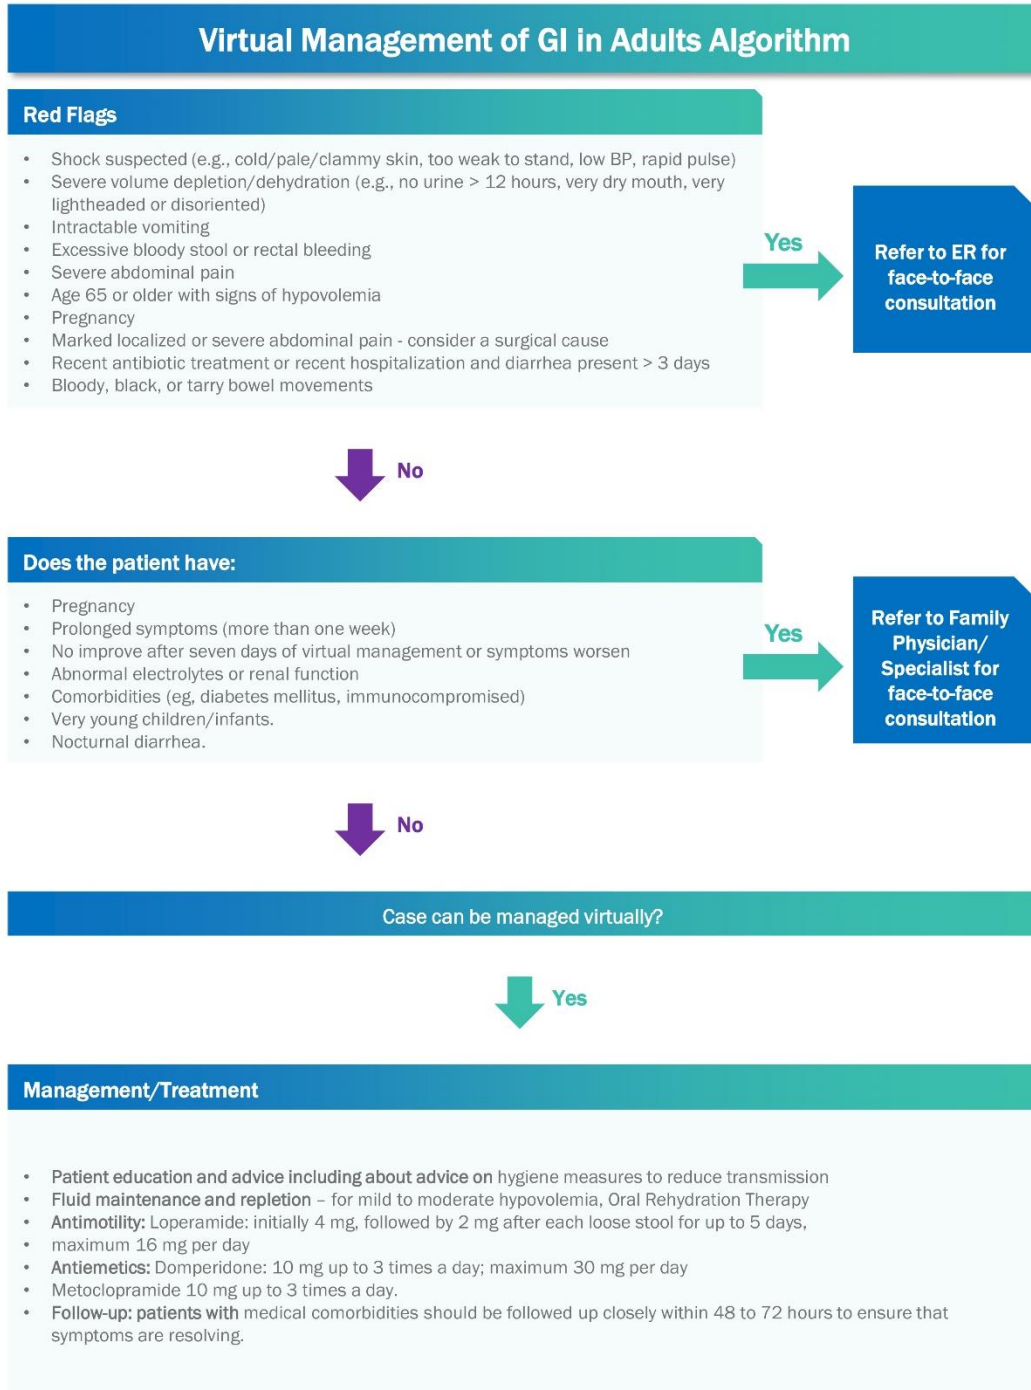 Virtual Management of GI in Adults Algorithm
Red Flags
• Shock suspected (e.g., cold/pale/clammy skin, too weak to stand, low BP, rapid pulse)
• Severe volume depletion/dehydration (e.g., no urine > 12 hours, very dry mouth, very
lightheaded or disoriented)
• Intractable vomiting
• Excessive bloody stool or rectal bleeding
• Severe abdominal pain
• Age 65 or older with signs of hypovolemia
• Pregnancy
• Marked localized or severe abdominal pain - consider a surgical cause
• Recent antibiotic treatment or recent hospitalization and diarrhea present > 3 days
• Bloody, black, or tarry bowel movements
Yes
Refer to ER for
face-to-face
consultation
No
Does the patient have:
• Pregnancy
• Prolonged symptoms (more than one week)
• No improve after seven days of virtual management or symptoms worsen
• Abnormal electrolytes or renal function
• Comorbidities (eg, diabetes mellitus, immunocompromised)
• Very young children/infants.
• Nocturnal diarrhea.
Yes
Refer to Family
Physician/
Specialist for
face-to-face
consultation
No
Case can be managed virtually?
Yes
Management/Treatment
• Patient education and advice including about advice on hygiene measures to reduce transmission
• Fluid maintenance and repletion – for mild to moderate hypovolemia, Oral Rehydration Therapy
• Antimotility: Loperamide: initially 4 mg, followed by 2 mg after each loose stool for up to 5 days,
• maximum 16 mg per day
• Antiemetics: Domperidone: 10 mg up to 3 times a day; maximum 30 mg per day
• Metoclopramide 10 mg up to 3 times a day.
• Follow-up: patients with medical comorbidities should be followed up closely within 48 to 72 hours to ensure that
symptoms are resolving.